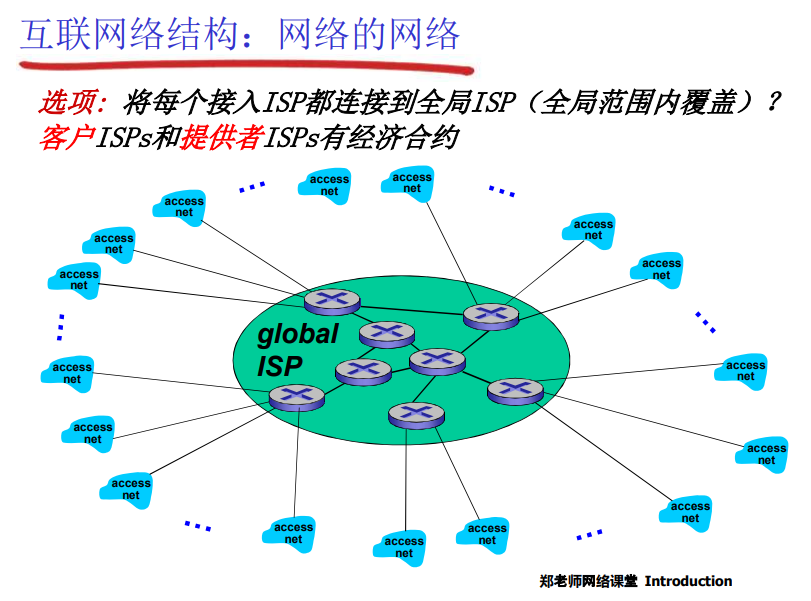 互联网络结构：网络的网络
选项：将每个接入ISP都连接到全局ISP（全局范围内覆盖）？
客户ISPs和提供者ISPs有经济合约
access
net
access
net
access
net
access
net
access
net
access
net
access
net
access
net
global
ISP
access
net
access
net
access
net
access
net
access
net
access
net
access
net
access
net
access
net
郑老师网络课堂 Introduction